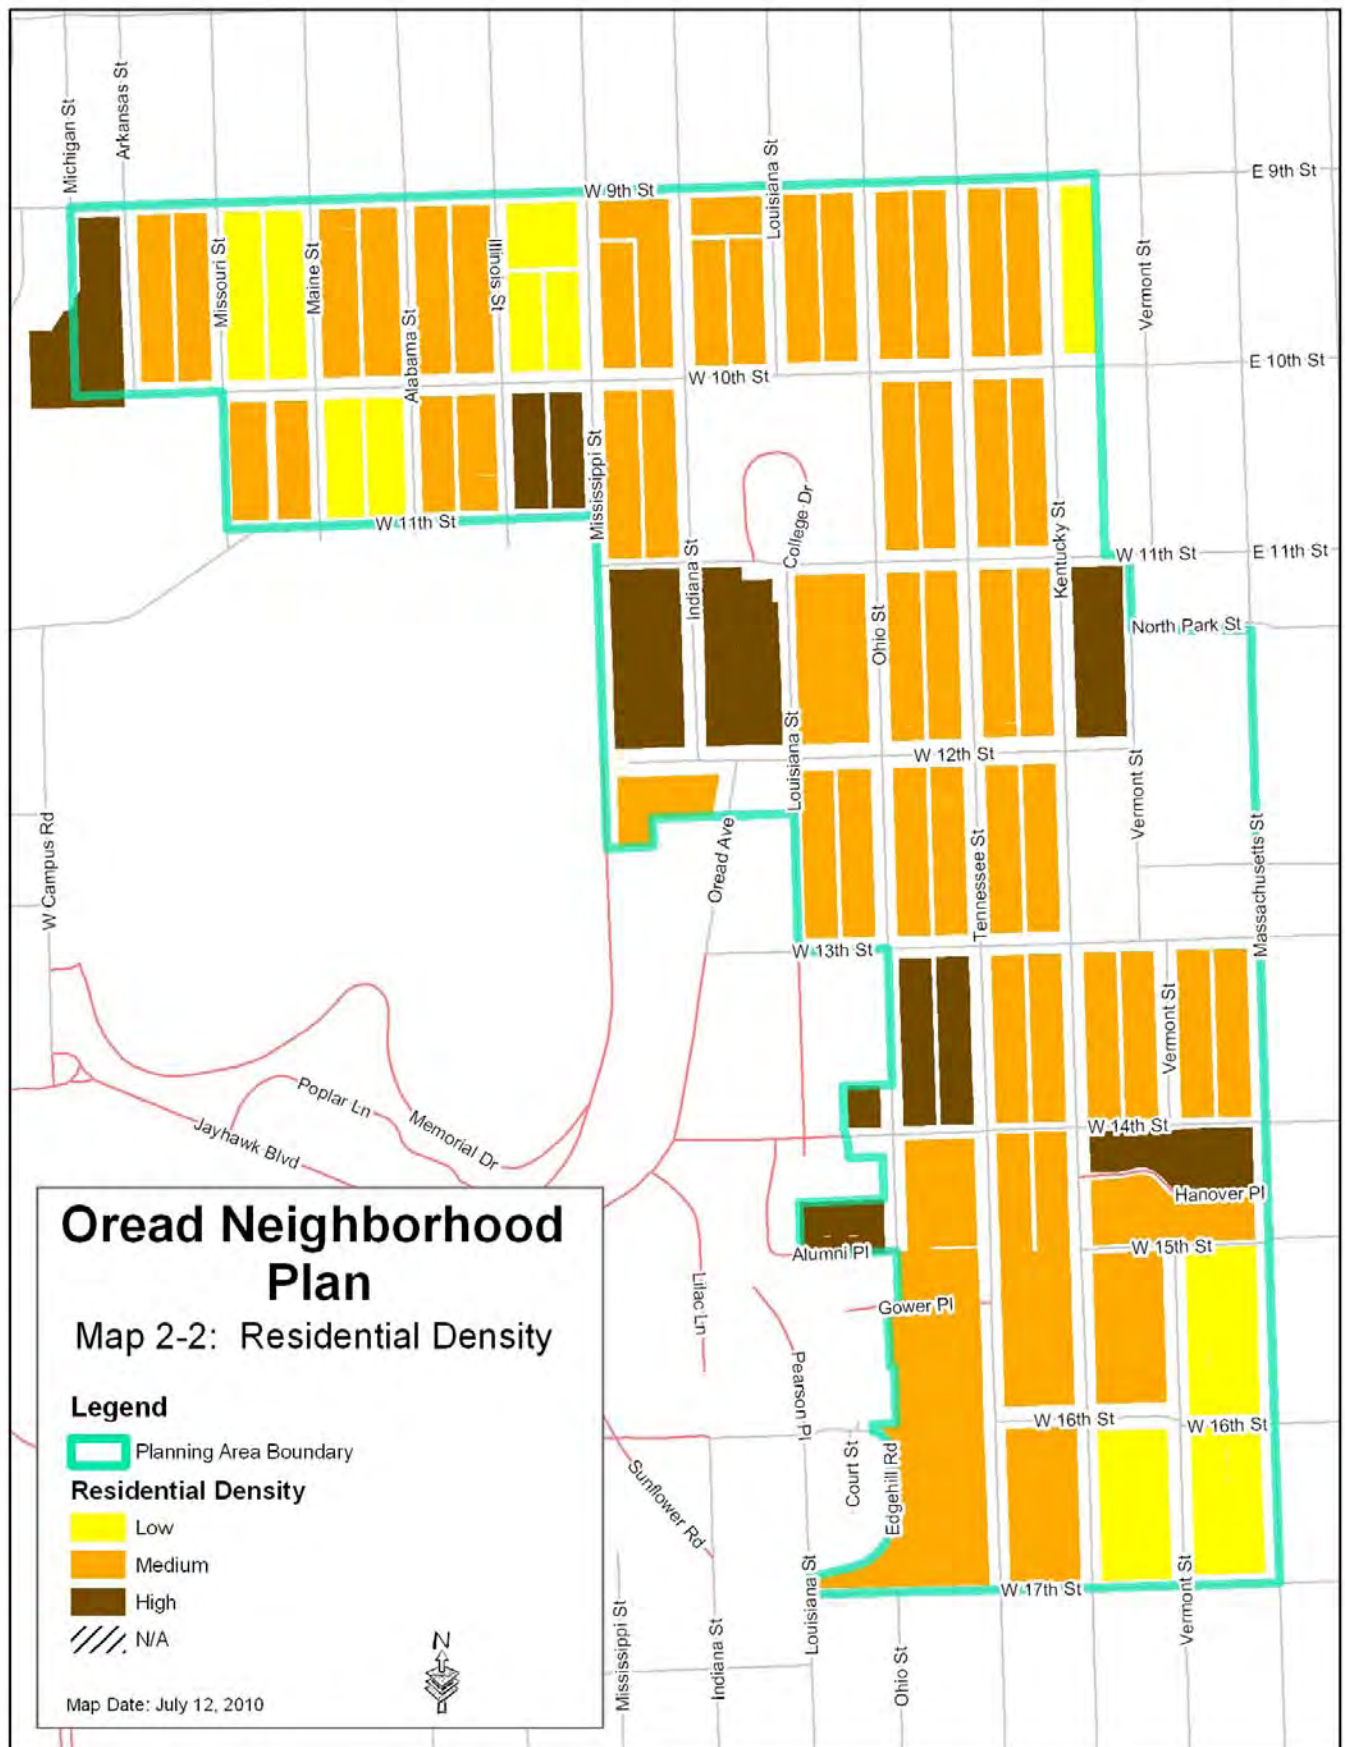 Michigan St
Arkansas St
Louisiana St
E 9th St
W 9th St
Missouri St
Maine St
Illinois St
Vermont St
Alabama St
E 10th St
W 10th St
Mississippi St
College Dr
W 11th St
Kentucky St
W 11th St
E 11th St
Indiana St
Ohio St
North Park St
Louisiana St
W 12th St
Vermont St
W Campus Rd
Oread Ave
Tennessee St
Massachusetts St
W 13th St
Vermont St
Poplar Ln
Memorial Dr
Jayhawk Blvd
W 14th St
Hanover Pl
Alumni Pl
W 15th St
Lilac Ln
Gower Pl
Pearson Pl
W 16th St
W 16th St
Court St
Edgehill Rd
Sunflower Rd
Louisiana St
W 17th St
Vermont St
Mississippi St
Indiana St
Ohio St
Oread Neighborhood
Plan
Map 2-2: Residential Density
Legend
Planning Area Boundary
Residential Density
Low
Medium
High
N/A
N
Map Date: July 12, 2010